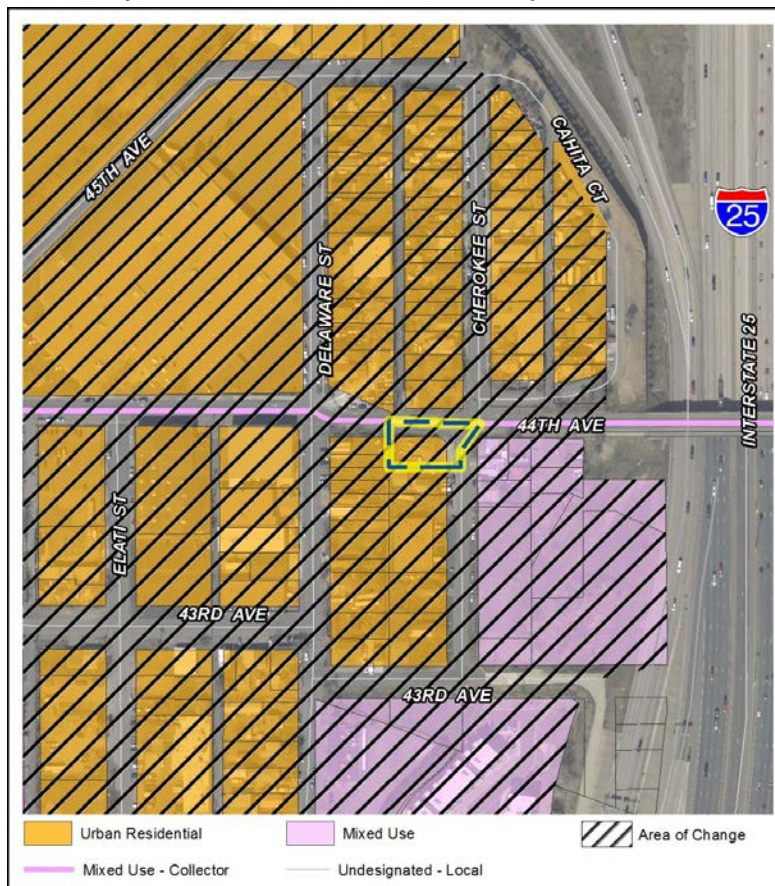 45TH AVE
CAHITA CT
25
DELAWARE ST
CHEROKEE ST
INTERSTATE 25
44TH AVE
ELATI ST
43RD AVE
43RD AVE
Urban Residential
Mixed Use
Area of Change
Mixed Use - Collector
Undesignated - Local